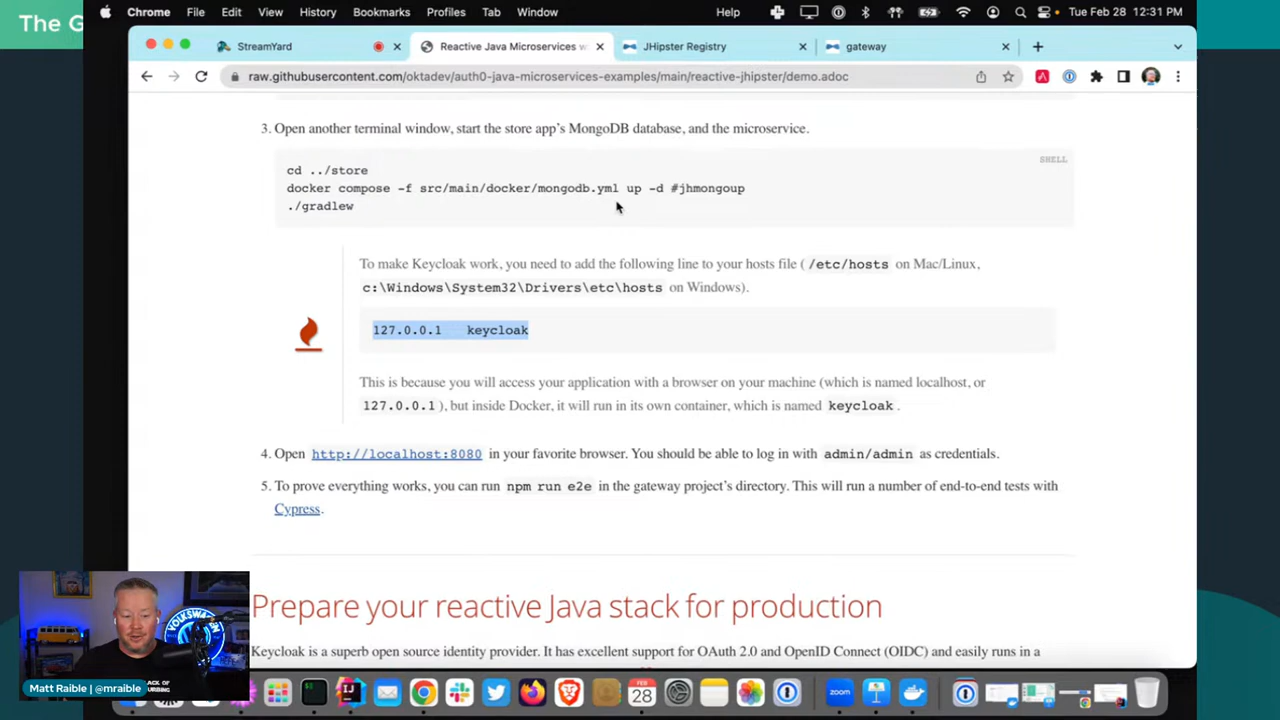 The G
Chrome File Edit View History Bookmarks Profiles Tab Window Help Tue Feb 28 12:31 PM
StreamYard
Reactive Java Microservices w
JHipster Registry
gateway
raw.githubusercontent.com/oktadev/auth0-java-microservices-examples/main/reactive-jhipster/demo.adoc
3. Open another terminal window, start the store app's MongoDB database, and the microservice.
SHELL
cd ../store
docker compose -f src/main/docker/mongodb.yml up -d #jhmongoup
./gradlew
To make Keycloak work, you need to add the following line to your hosts file ( /etc/hosts on Mac/Linux,
c:\Windows\System32\Drivers\etc\hosts on Windows).
127.0.0.1 keycloak
This is because you will access your application with a browser on your machine (which is named localhost, or
127.0.0.1 ), but inside Docker, it will run in its own container, which is named keycloak .
4. Open http://localhost:8080 in your favorite browser. You should be able to log in with admin/admin as credentials.
5. To prove everything works, you can run npm run e2e in the gateway project's directory. This will run a number of end-to-end tests with
Cypress.
Prepare your reactive Java stack for production
Keycloak is a superb open source identity provider. It has excellent support for OAuth 2.0 and OpenID Connect (OIDC) and easily runs in a
VOLKSWAGEN
Matt Raible | @mraible
FEB
28
zoom